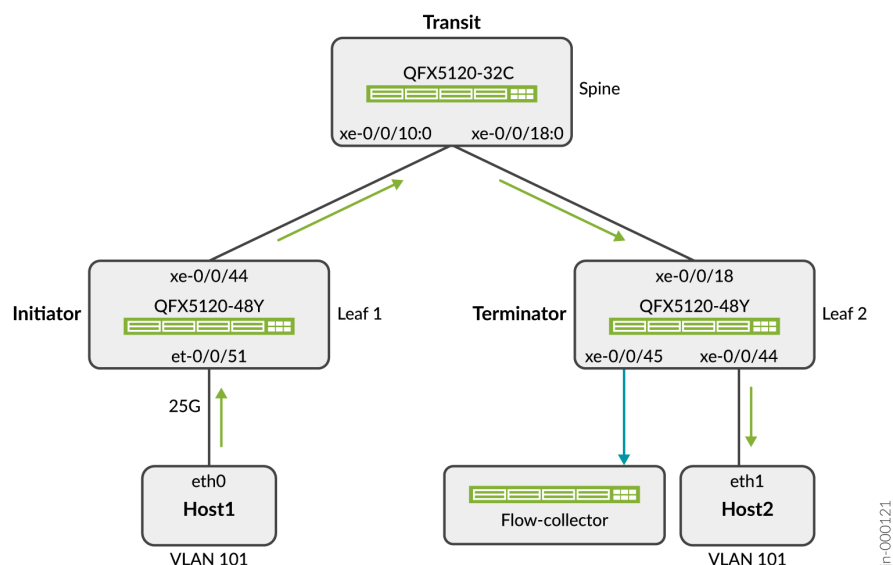 Transit
QFX5120-32C
Spine
xe-0/0/10:0
xe-0/0/18:0
xe-0/0/44
xe-0/0/18
Initiator
QFX5120-48Y
Leaf 1
Terminator
QFX5120-48Y
Leaf 2
et-0/0/51
xe-0/0/45
xe-0/0/44
25G
eth0
Host1
VLAN 101
Flow-collector
eth1
Host2
VLAN 101